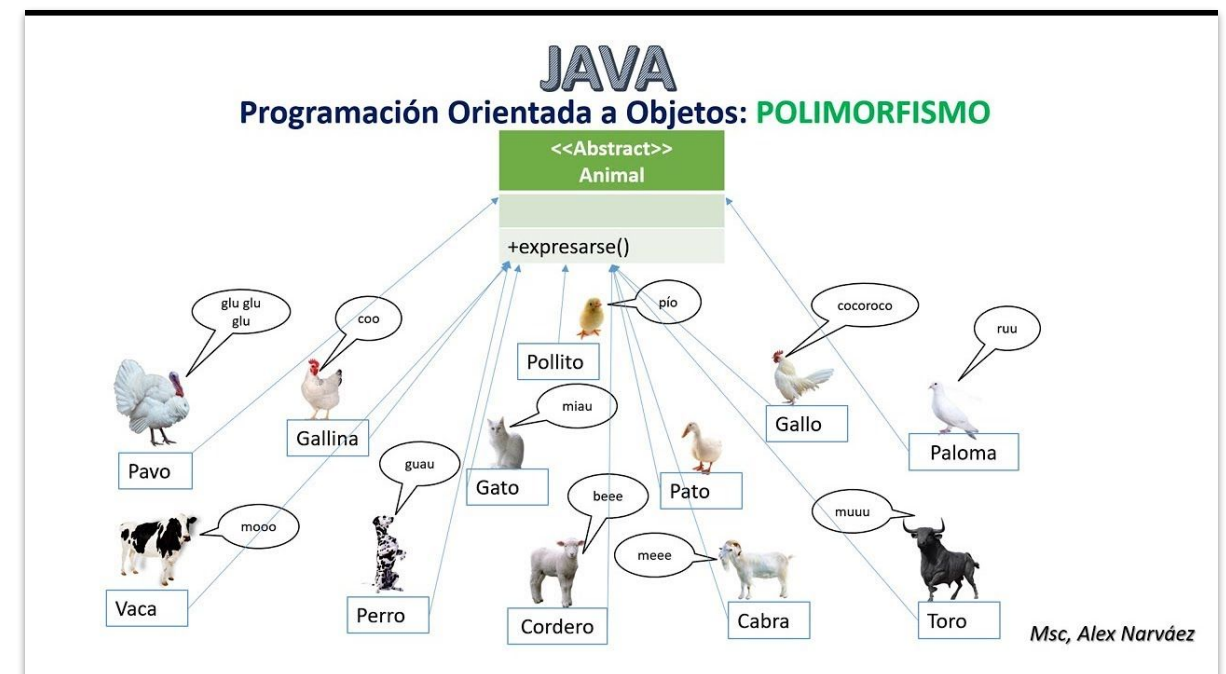 JAVA
Programación Orientada a Objetos: POLIMORFISMO
<<Abstract>>
Animal
+expresarse()
glu glu
glu
coo
pío
cocoroco
ruu
Pollito
miau
Gallina
Gallo
Paloma
Pavo
guau
Gato
beee
Pato
mooo
muuu
meee
Vaca
Perro
Cordero
Cabra
Toro
Msc, Alex Narváez